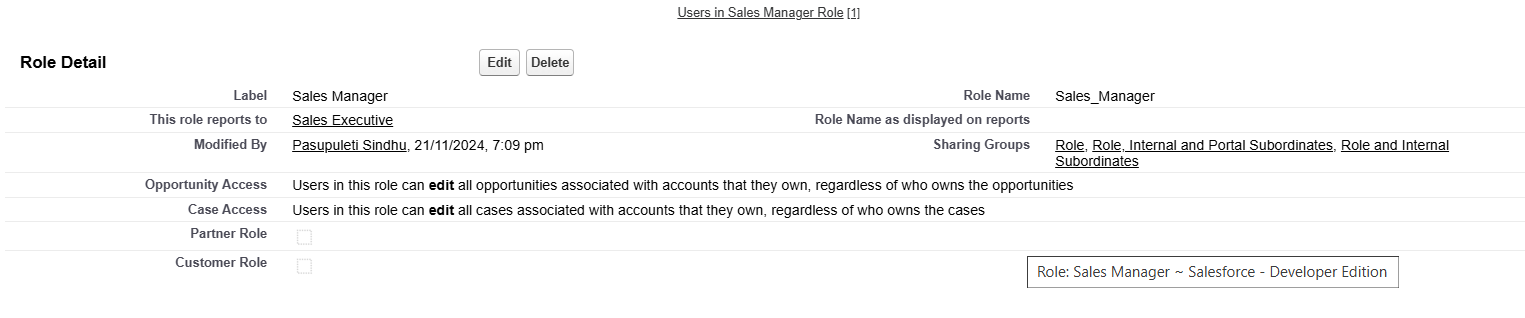 Users in Sales Manager Role [1]
Role Detail Edit Delete
Label Sales Manager Role Name Sales_Manager
This role reports to Sales Executive Role Name as displayed on reports
Modified By Pasupuleti Sindhu, 21/11/2024, 7:09 pm Sharing Groups Role, Role, Internal and Portal Subordinates, Role and Internal
Subordinates
Opportunity Access Users in this role can edit all opportunities associated with accounts that they own, regardless of who owns the opportunities
Case Access Users in this role can edit all cases associated with accounts that they own, regardless of who owns the cases
Partner Role
Customer Role
Role: Sales Manager ~ Salesforce - Developer Edition